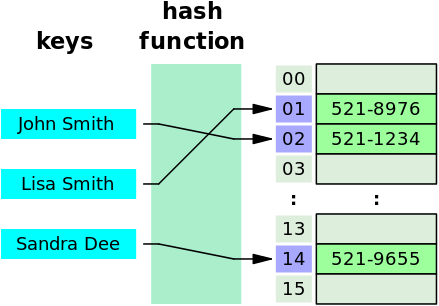 keys
hash
function
John Smith
Lisa Smith
Sandra Dee
00
01 521-8976
02 521-1234
03
: :
13
14 521-9655
15